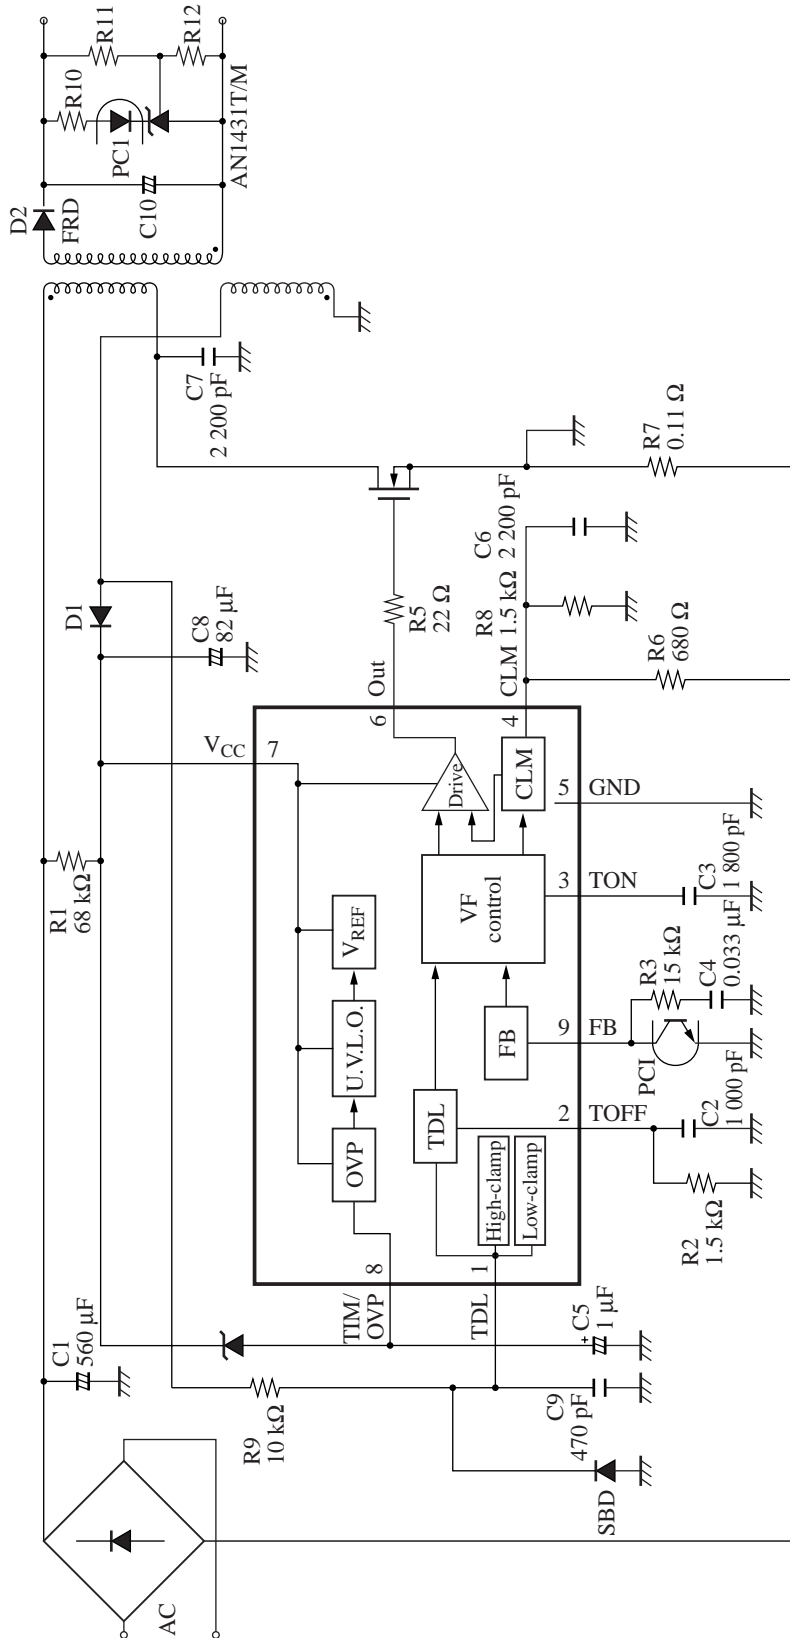 AC
C1
560 µF
R1
68 kΩ
D1
C8
82 µF
C7
2 200 pF
D2
FRD
C10
R10
PC1
R11
R12
AN1431T/M
R9
10 kΩ
SBD
C9
470 pF
C5
+
1 µF
TIM/
OVP
8
TDL
1
VCC
7
OVP
U.V.L.O.
VREF
TDL
High-clamp
Low-clamp
FB
VF
control
Drive
CLM
6
Out
R5
22 Ω
4
CLM
R8
1.5 kΩ
C6
2 200 pF
R6
680 Ω
R7
0.11 Ω
5
GND
3
TON
C3
1 800 pF
9
FB
PCI
R3
15 kΩ
C4
0.033 µF
2
TOFF
C2
1 000 pF
R2
1.5 kΩ